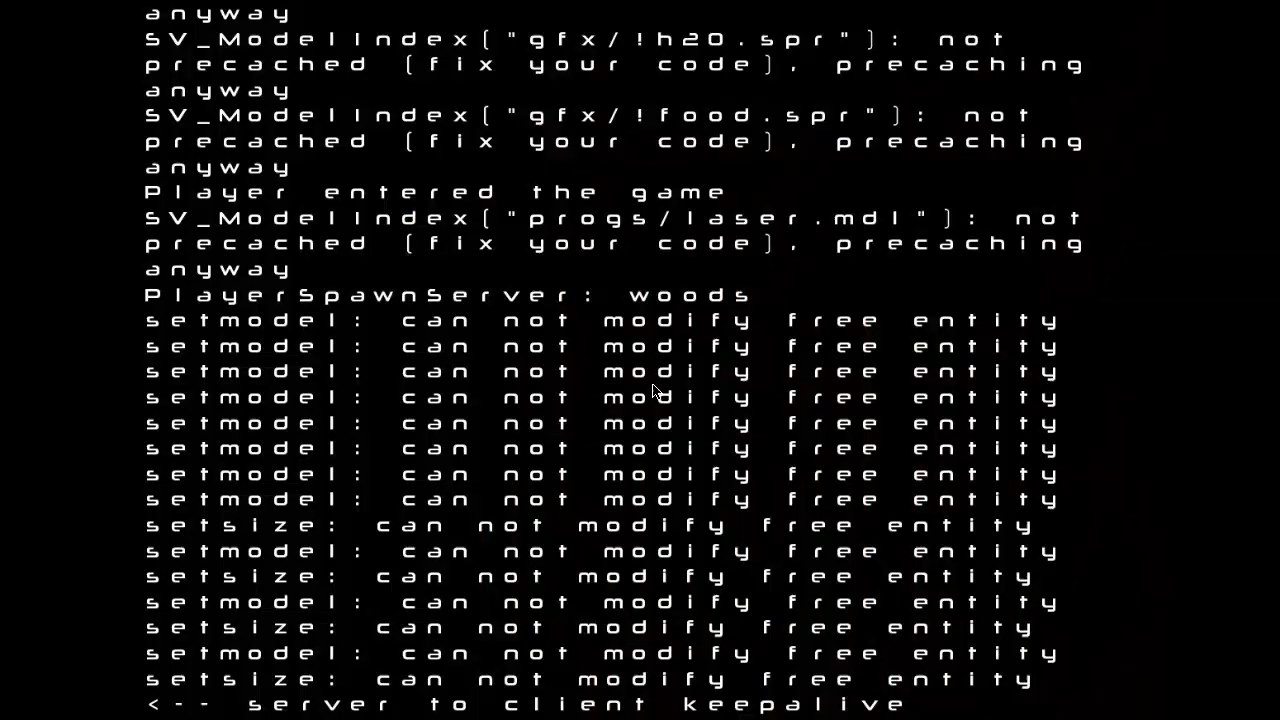 anyway
SV_ModelIndex("gfx/!h20.spr"): not
precached (fix your code), precaching
anyway
SV_ModelIndex("gfx/!food.spr"): not
precached (fix your code), precaching
anyway
Player entered the game
SV_ModelIndex("progs/laser.mdl"): not
precached (fix your code), precaching
anyway
PlayerSpawnServer: woods
setmodel: can not modify free entity
setmodel: can not modify free entity
setmodel: can not modify free entity
setmodel: can not modify free entity
setmodel: can not modify free entity
setmodel: can not modify free entity
setmodel: can not modify free entity
setmodel: can not modify free entity
setsize: can not modify free entity
setmodel: can not modify free entity
setsize: can not modify free entity
setmodel: can not modify free entity
setsize: can not modify free entity
setmodel: can not modify free entity
setsize: can not modify free entity
<-- server to client keepalive